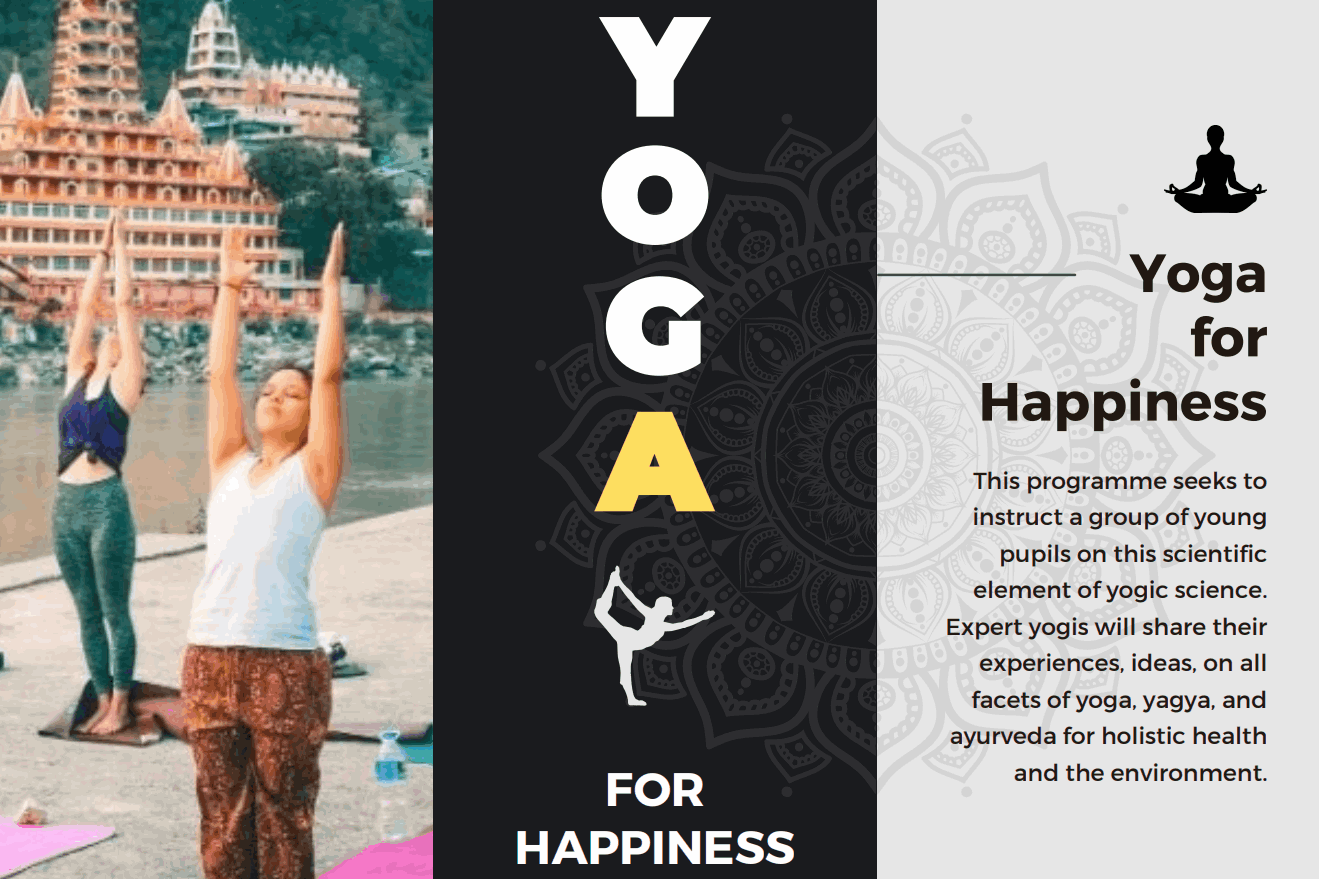 Y
O
G
A
FOR
HAPPINESS
Yoga
for
Happiness
This programme seeks to
instruct a group of young
pupils on this scientific
element of yogic science.
Expert yogis will share their
experiences, ideas, on all
facets of yoga, yagya, and
ayurveda for holistic health
and the environment.